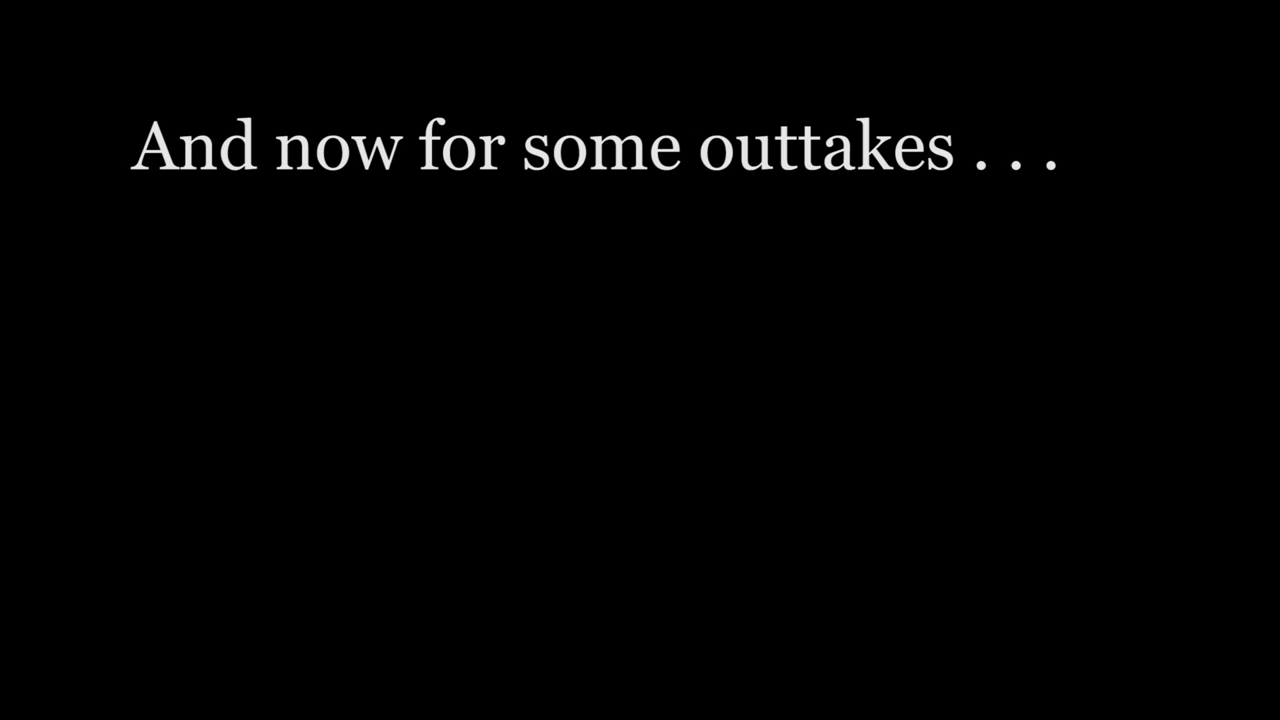 And now for some outtakes . . .